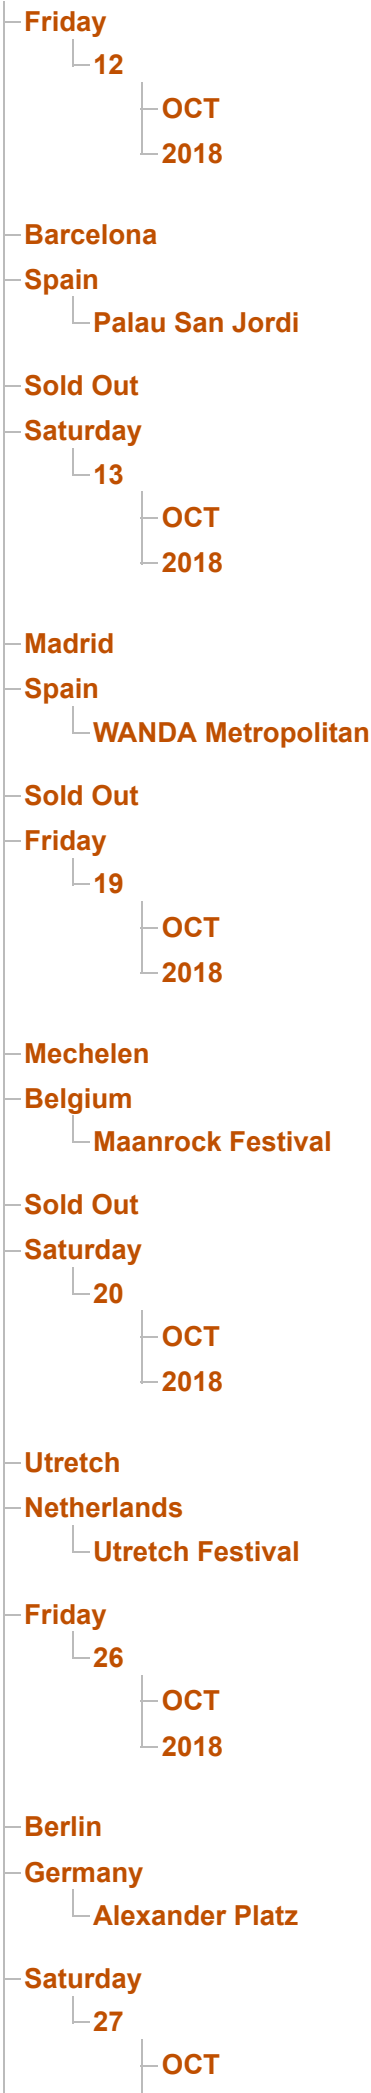 Friday
12
OCT
2018
Barcelona
Spain
Palau San Jordi
Sold Out
Saturday
13
OCT
2018
Madrid
Spain
WANDA Metropolitan
Sold Out
Friday
19
OCT
2018
Mechelen
Belgium
Maanrock Festival
Sold Out
Saturday
20
OCT
2018
Utretch
Netherlands
Utretch Festival
Friday
26
OCT
2018
Berlin
Germany
Alexander Platz
Saturday
27
OCT